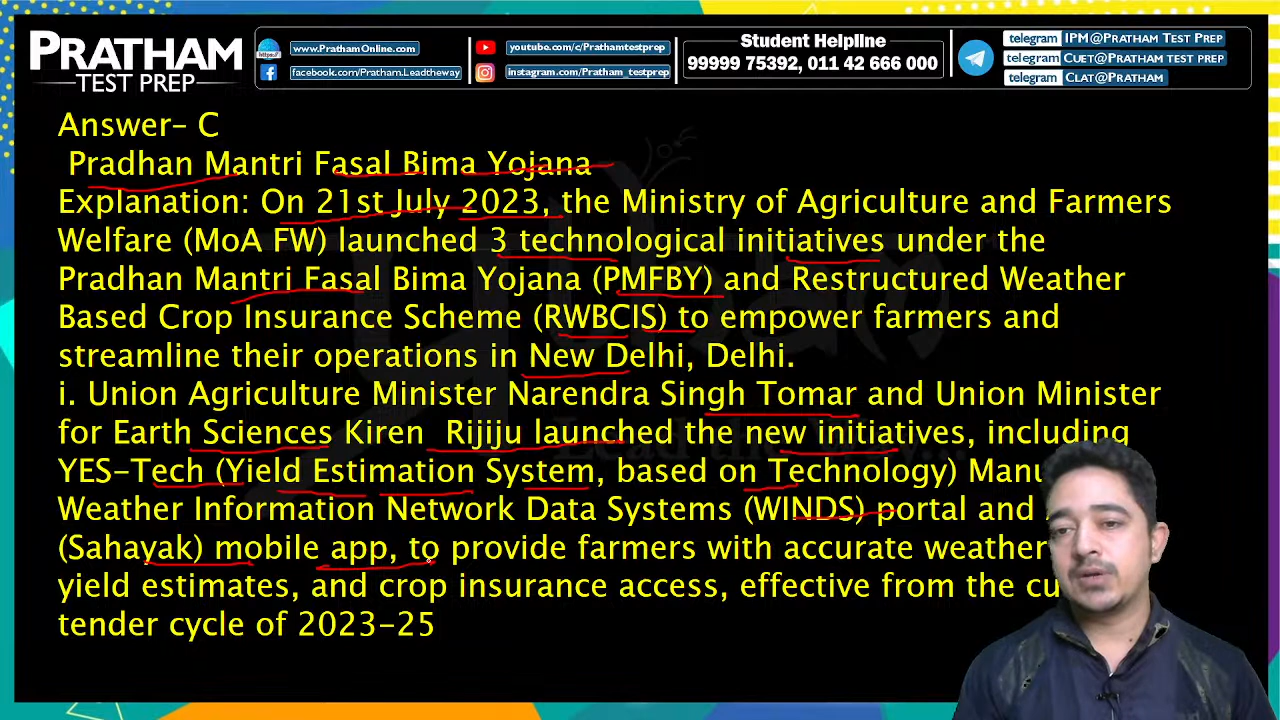 PRATHAM
TEST PREP
https://
www.PrathamOnline.com
facebook.com/Pratham.Leadtheway
youtube.com/c/Prathamtestprep
instagram.com/Pratham_testprep
Student Helpline
99999 75392, 011 42 666 000
telegram IPM@PRATHAM TEST PREP
telegram CUET@PRATHAM TEST PREP
telegram CLAT@PRATHAM
Answer– C
Pradhan Mantri Fasal Bima Yojana
Explanation: On 21st July 2023, the Ministry of Agriculture and Farmers
Welfare (MoA FW) launched 3 technological initiatives under the
Pradhan Mantri Fasal Bima Yojana (PMFBY) and Restructured Weather
Based Crop Insurance Scheme (RWBCIS) to empower farmers and
streamline their operations in New Delhi, Delhi.
i. Union Agriculture Minister Narendra Singh Tomar and Union Minister
for Earth Sciences Kiren Rijiju launched the new initiatives, including
YES–Tech (Yield Estimation System, based on Technology) Manu
Weather Information Network Data Systems (WINDS) portal and
(Sahayak) mobile app, to provide farmers with accurate weather
yield estimates, and crop insurance access, effective from the cu
tender cycle of 2023–25